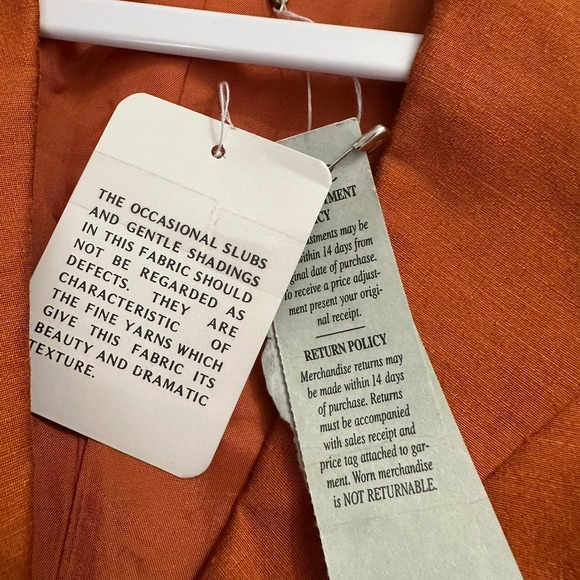 THE OCCASIONAL SLUBS
AND GENTLE SHADINGS
IN THIS FABRIC SHOULD
NOT BE REGARDED AS
DEFECTS. THEY ARE
CHARACTERISTIC OF
THE FINE YARNS WHICH
GIVE THIS FABRIC ITS
BEAUTY AND DRAMATIC
TEXTURE.
may be
within 14 days from
date of purchase.
To receive a price adjust-
ment present your origi-
nal receipt.
RETURN POLICY
Merchandise returns may
be made within 14 days
of purchase. Returns
must be accompanied
with sales receipt and
price tag attached to gar-
ment. Worn merchandise
is NOT RETURNABLE.